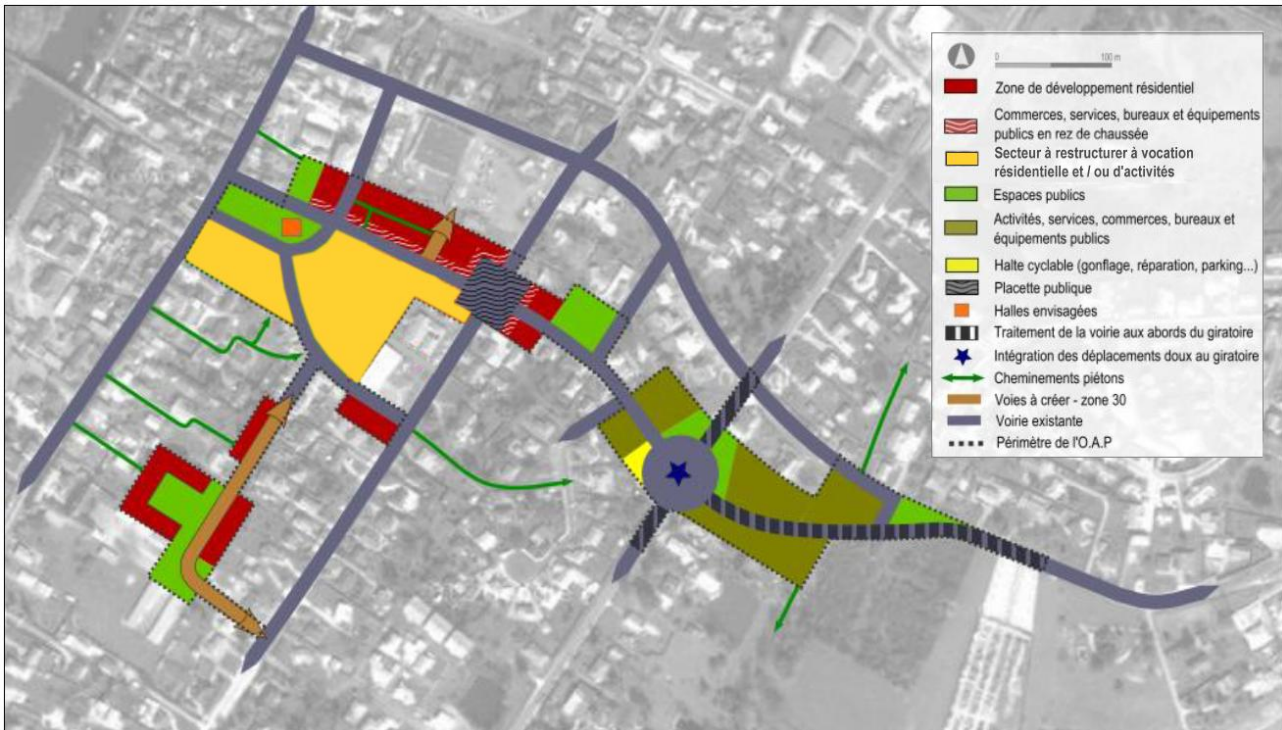 0 100 m
Zone de développement résidentiel
Commerces, services, bureaux et équipements
publics en rez de chaussée
Secteur à restructurer à vocation
résidentielle et / ou d'activités
Espaces publics
Activités, services, commerces, bureaux et
équipements publics
Halte cyclable (gonflage, réparation, parking...)
Placette publique
Halles envisagées
Traitement de la voirie aux abords du giratoire
Intégration des déplacements doux au giratoire
Cheminements piétons
Voies à créer - zone 30
Voirie existante
Périmètre de l'O.A.P